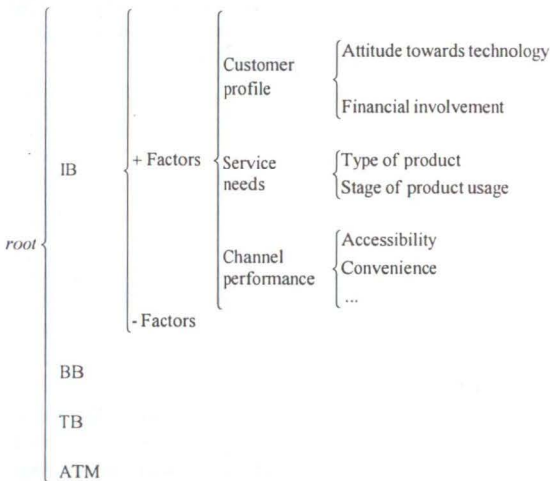 Customer
profile
Attitude towards technology
Financial involvement
root
IB
+ Factors
Service
needs
Type of product
Stage of product usage
Channel
performance
Accessibility
Convenience
...
- Factors
BB
TB
ATM